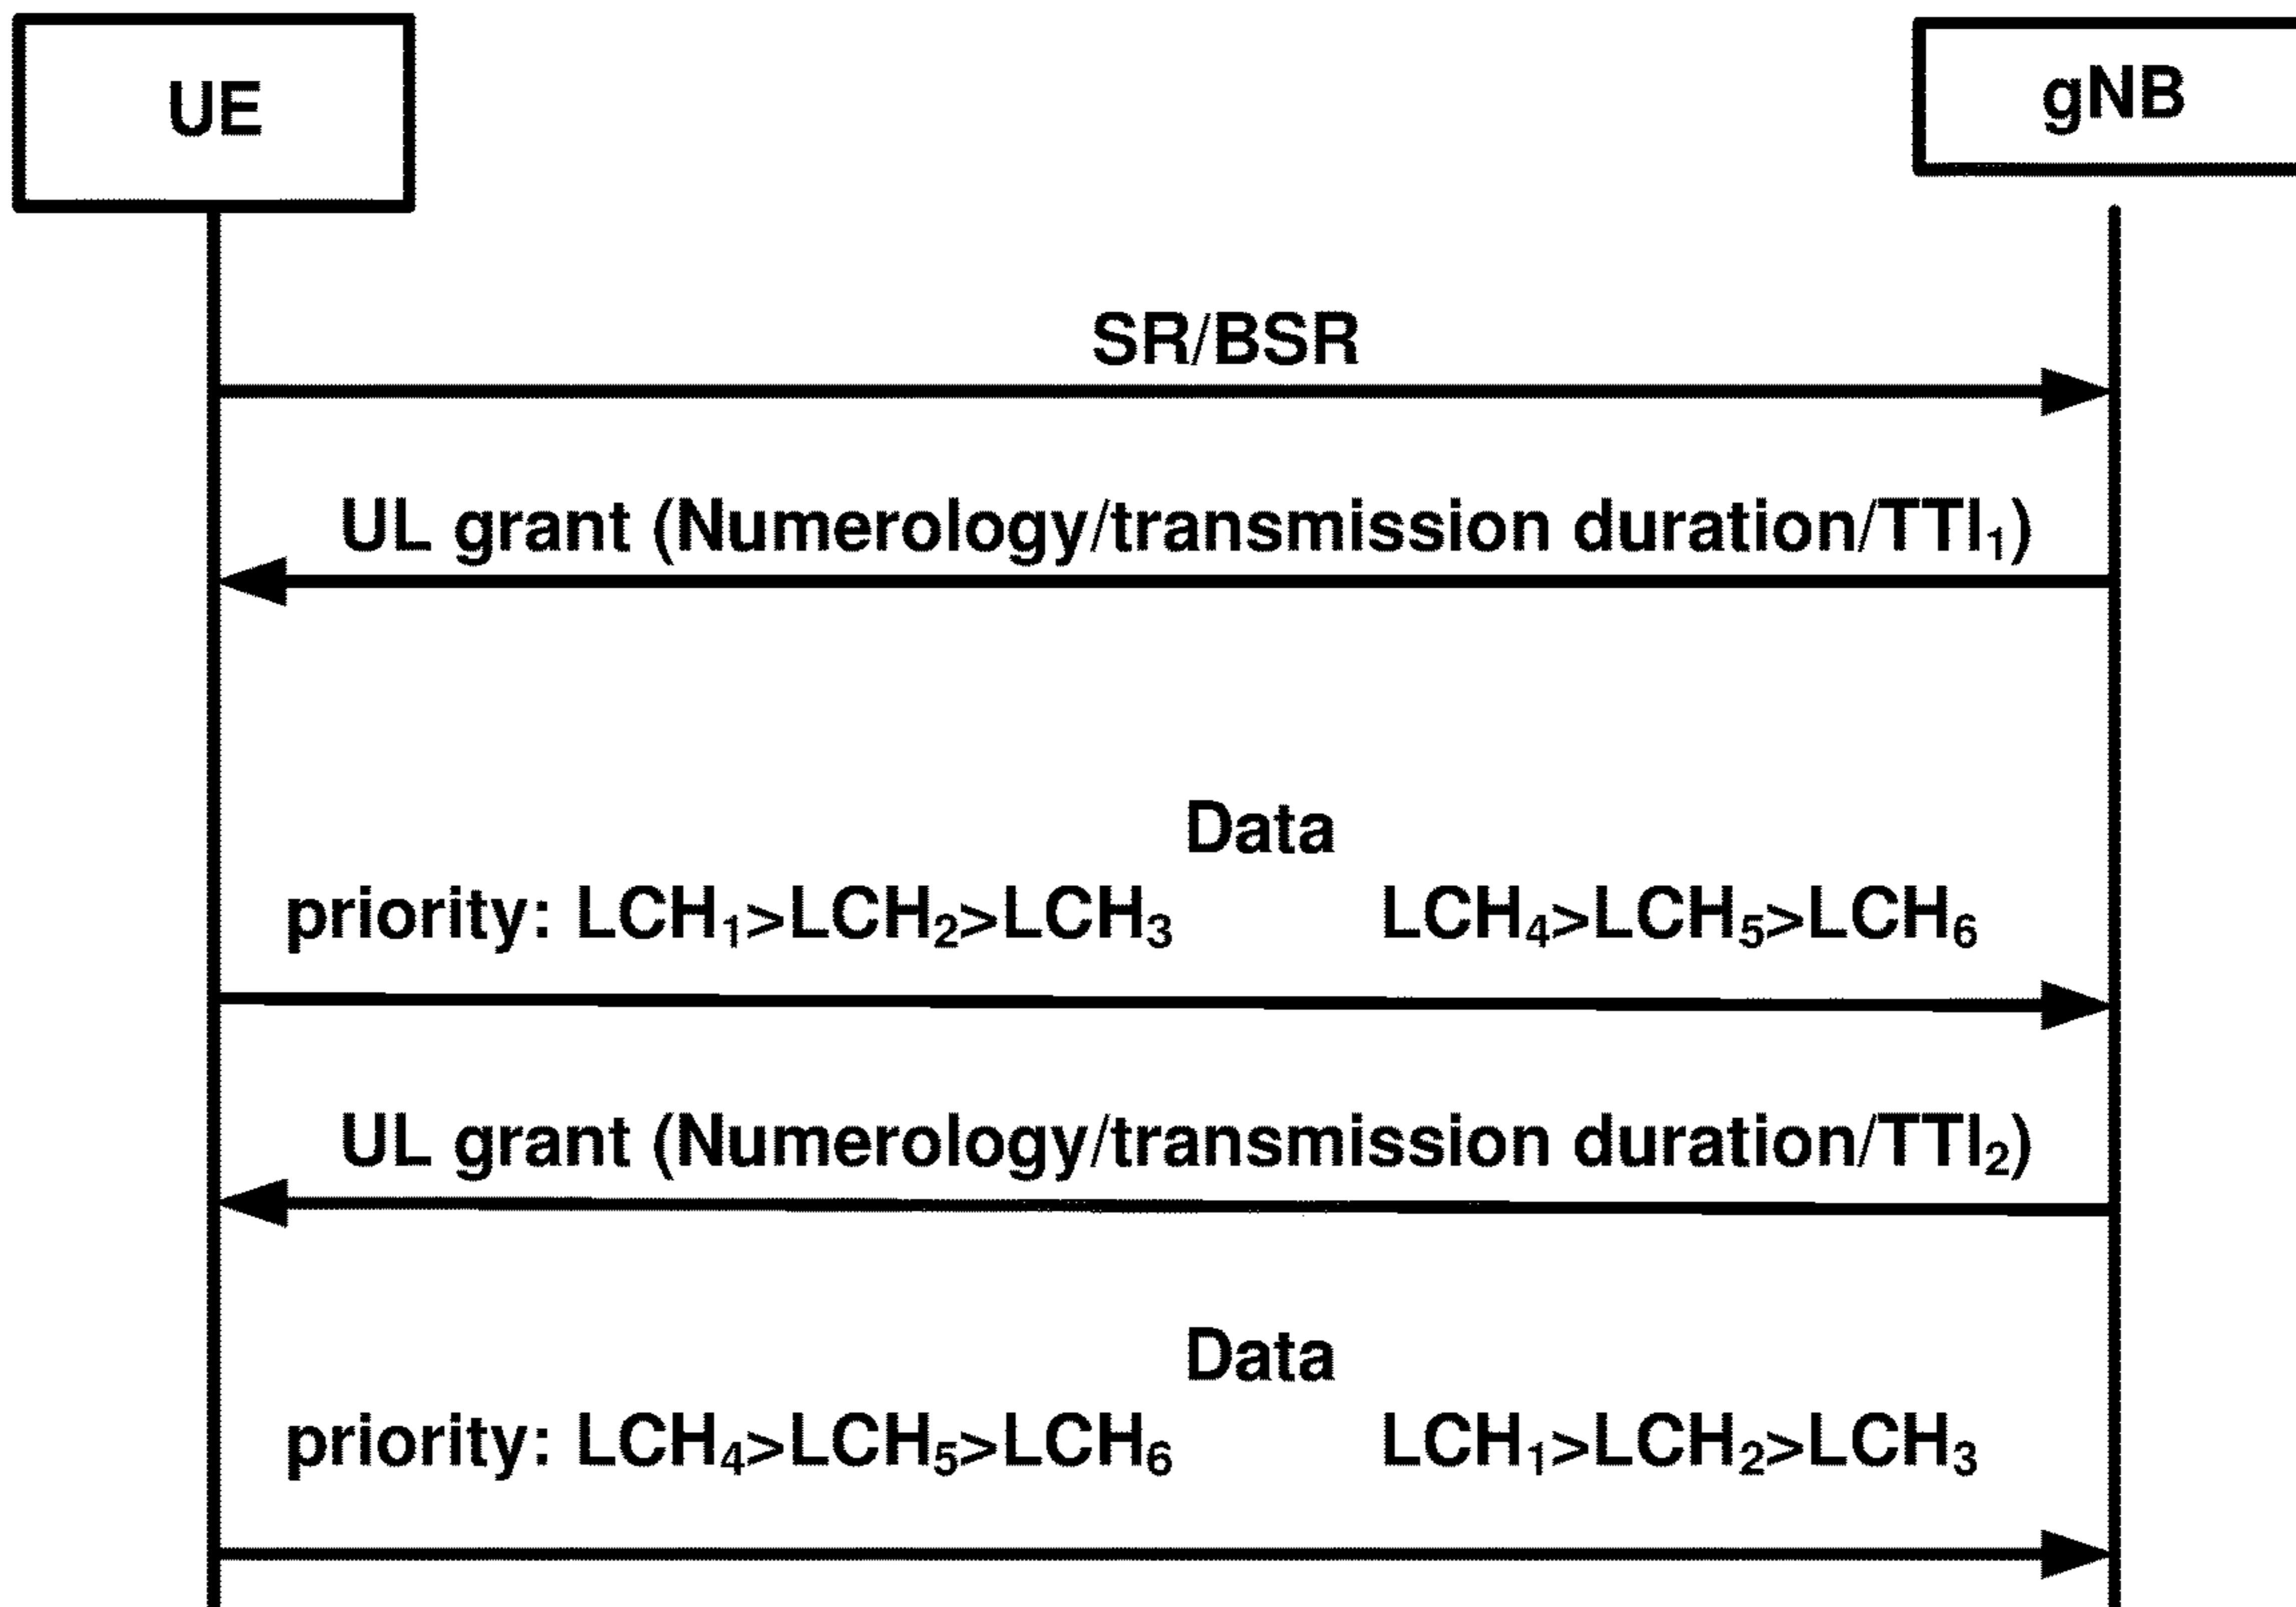 UE
gNB
SR/BSR
UL grant (Numerology/transmission duration/TTI₁)
Data
priority: LCH₁>LCH₂>LCH₃ LCH₄>LCH₅>LCH₆
UL grant (Numerology/transmission duration/TTI₂)
Data
priority: LCH₄>LCH₅>LCH₆ LCH₁>LCH₂>LCH₃